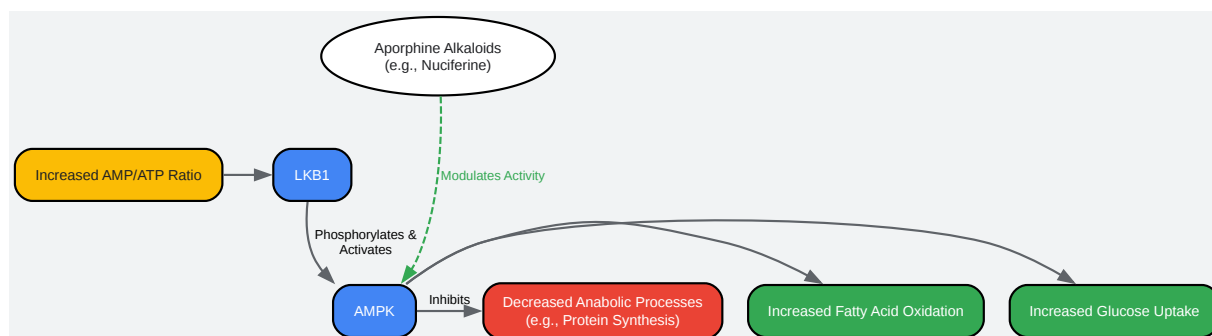 Aporphine Alkaloids
(e.g., Nuciferine)
Increased AMP/ATP Ratio
LKB1
Modulates Activity
Phosphorylates &
Activates
AMPK
Inhibits
Decreased Anabolic Processes
(e.g., Protein Synthesis)
Increased Fatty Acid Oxidation
Increased Glucose Uptake